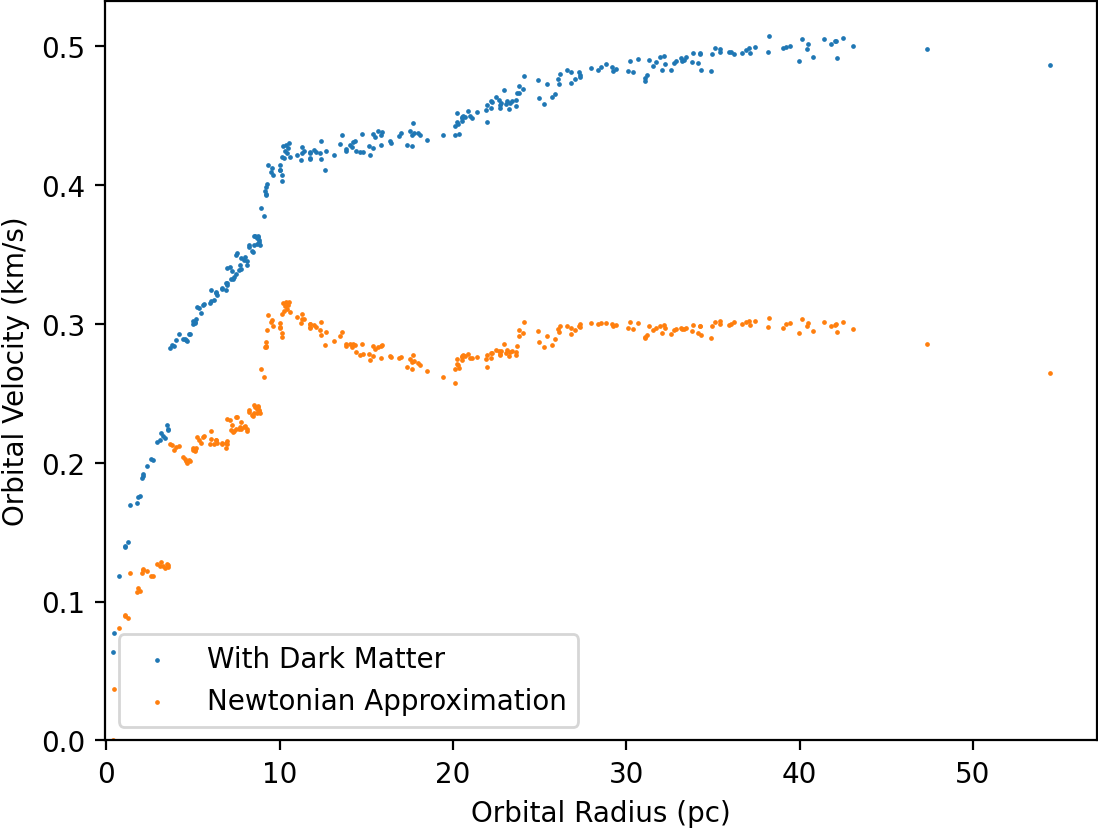 Orbital Velocity (km/s)
0.5
0.4
0.3
0.2
0.1
0.0
With Dark Matter
Newtonian Approximation
0 10 20 30 40 50
Orbital Radius (pc)